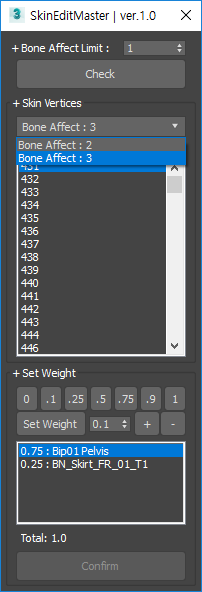 SkinEditMaster | ver.1.0
+ Bone Affect Limit : 1
Check
+ Skin Vertices
Bone Affect : 3
Bone Affect : 2
Bone Affect : 3
431
432
433
434
435
436
437
438
439
440
441
442
443
444
446
+ Set Weight
0 .1 .25 .5 .75 .9 1
Set Weight 0.1 + -
0.75 : Bip01 Pelvis
0.25 : BN_Skirt_FR_01_T1
Total: 1.0
Confirm